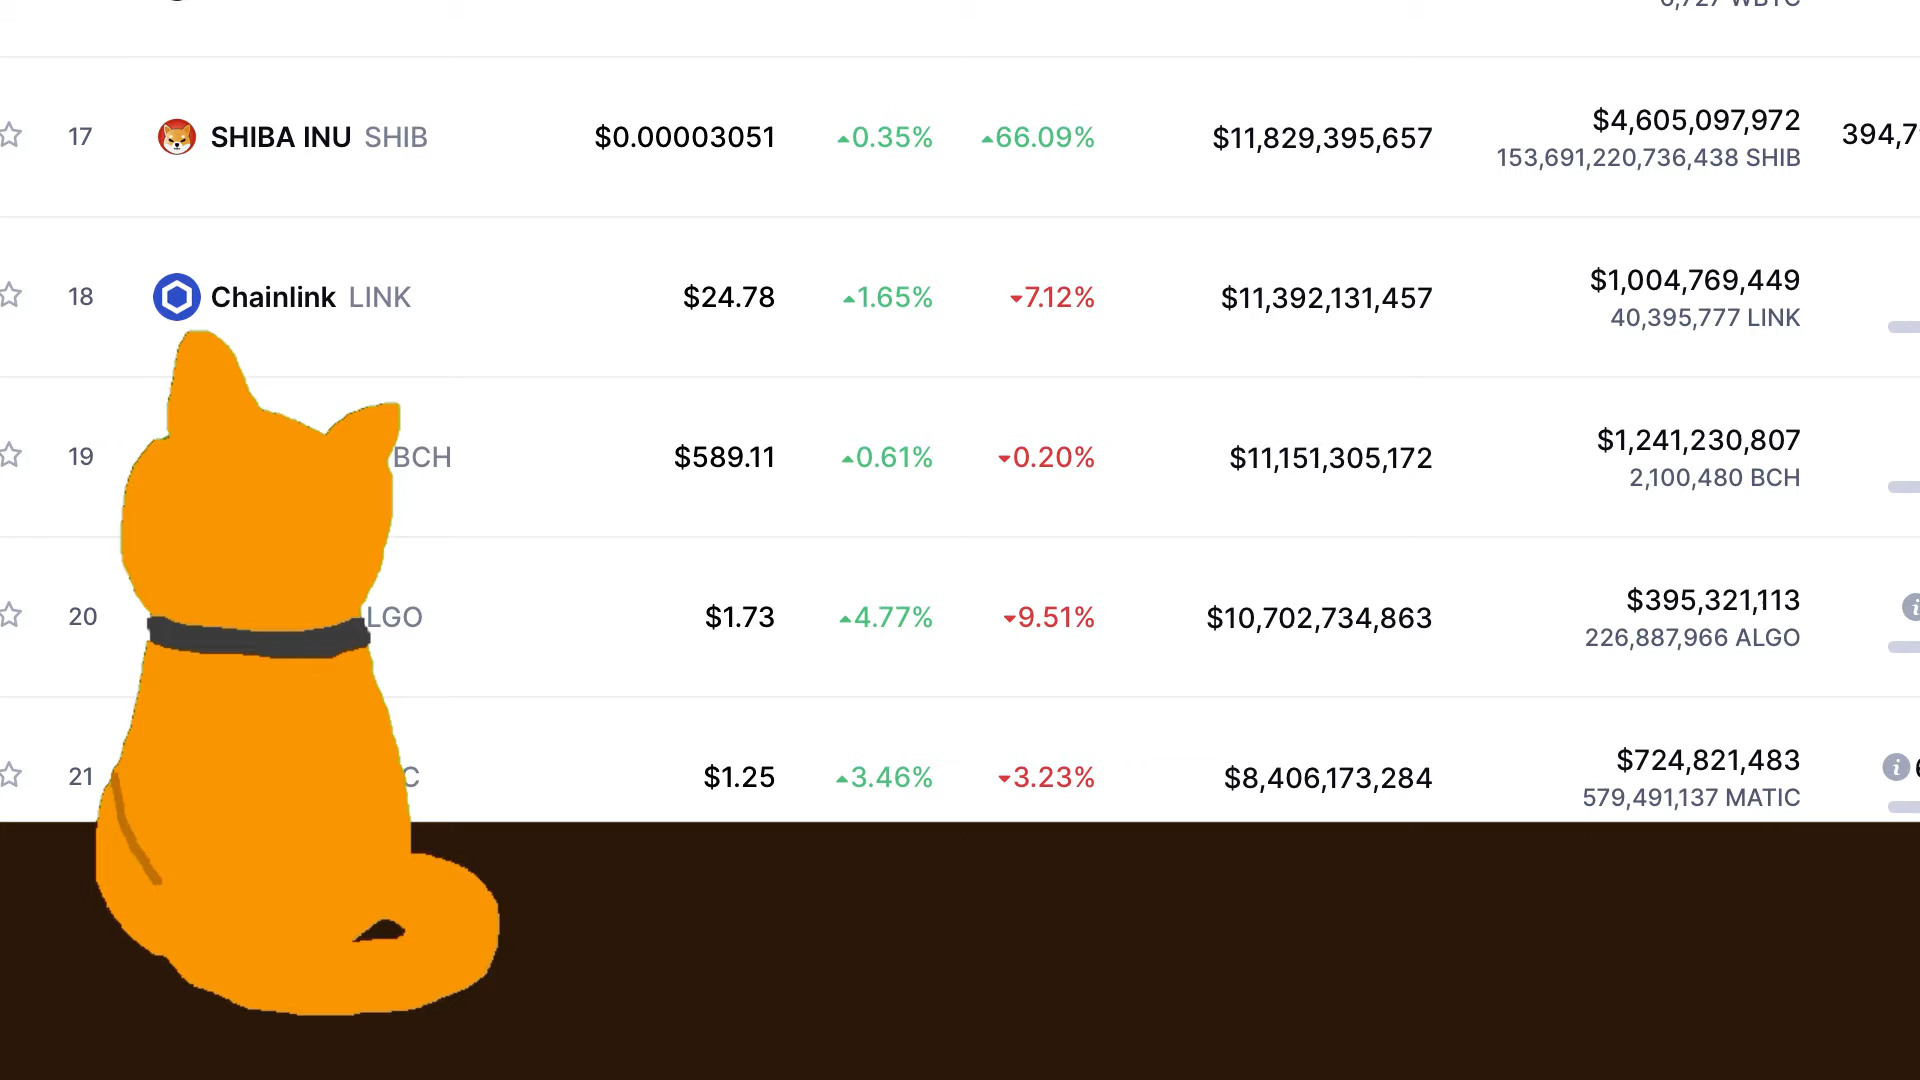 6,727 WBTC
17 SHIBA INU SHIB $0.00003051 0.35% 66.09% $11,829,395,657 $4,605,097,972 394,7
153,691,220,736,438 SHIB
18 Chainlink LINK $24.78 1.65% 7.12% $11,392,131,457 $1,004,769,449
40,395,777 LINK
19 BCH $589.11 0.61% 0.20% $11,151,305,172 $1,241,230,807
2,100,480 BCH
20 LGO $1.73 4.77% 9.51% $10,702,734,863 $395,321,113
226,887,966 ALGO
21 C $1.25 3.46% 3.23% $8,406,173,284 $724,821,483
579,491,137 MATIC